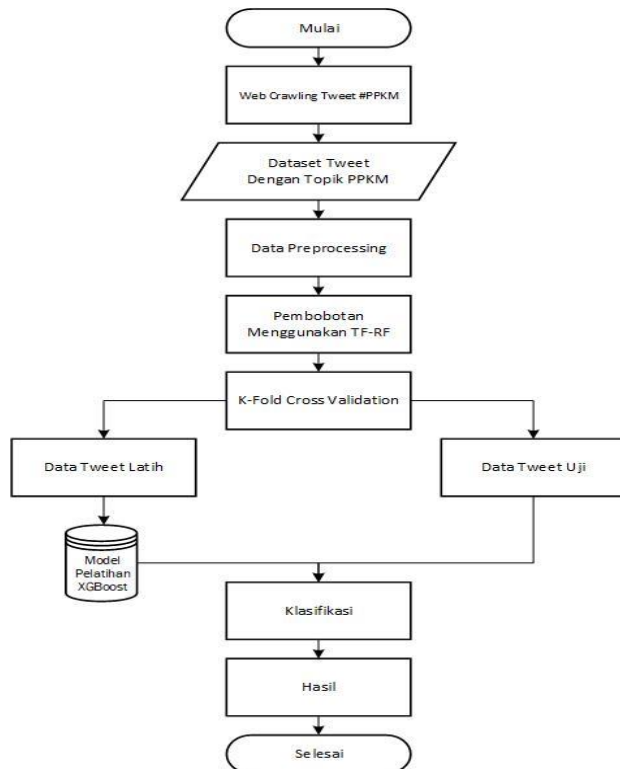 Mulai
Web Crawling Tweet #PPKM
Dataset Tweet
Dengan Topik PPKM
Data Preprocessing
Pembobotan
Menggunakan TF-RF
K-Fold Cross Validation
Data Tweet Latih
Data Tweet Uji
Model
Pelatihan
XGBoost
Klasifikasi
Hasil
Selesai